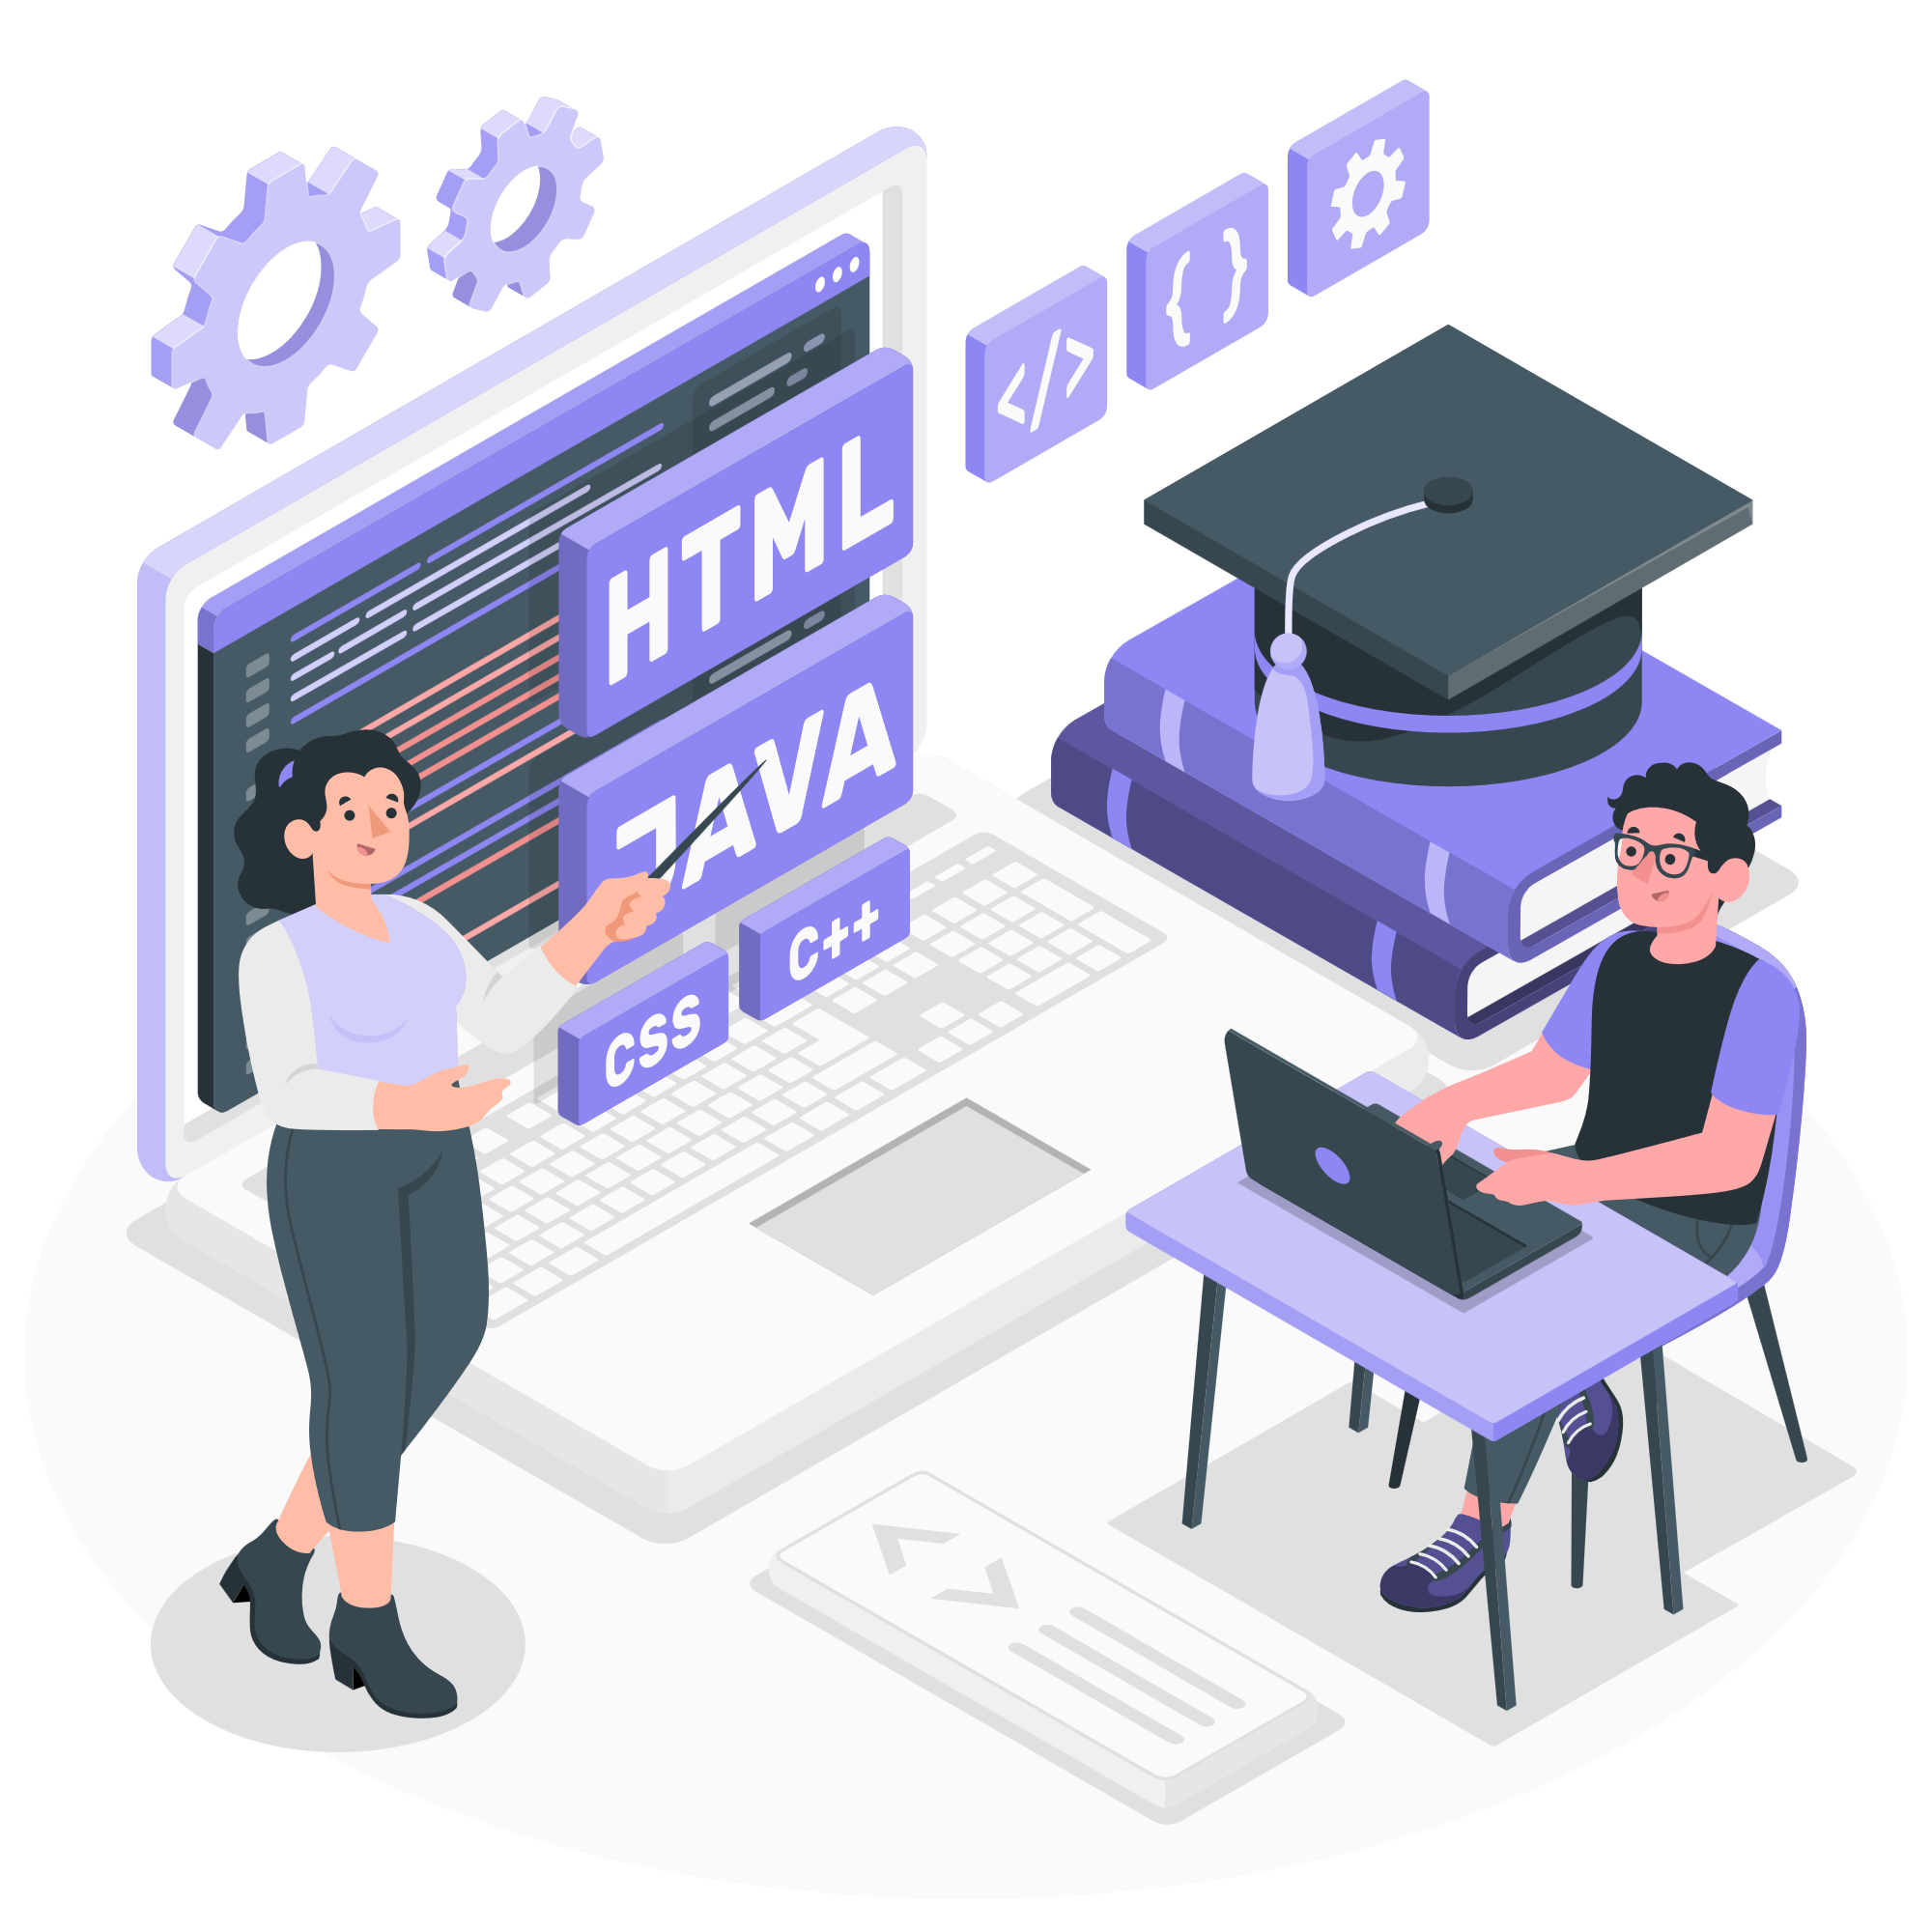 </>
{ }
HTML
JAVA
C++
CSS